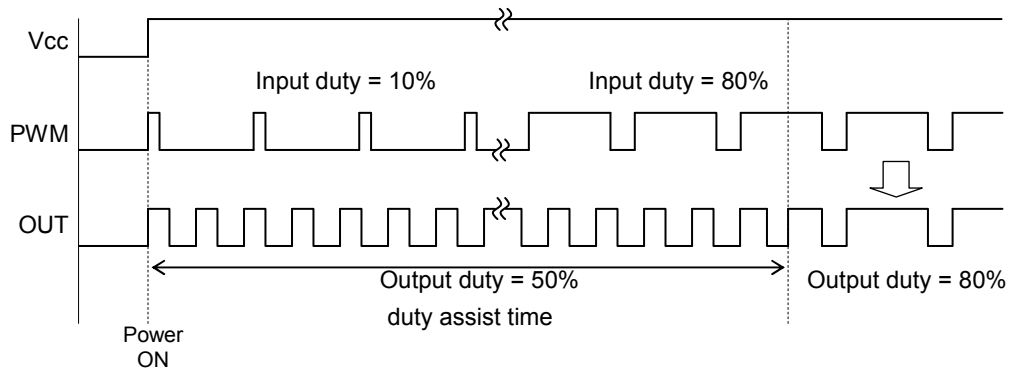 Vcc
Input duty = 10%
Input duty = 80%
PWM
OUT
Output duty = 50%
Output duty = 80%
duty assist time
Power
ON